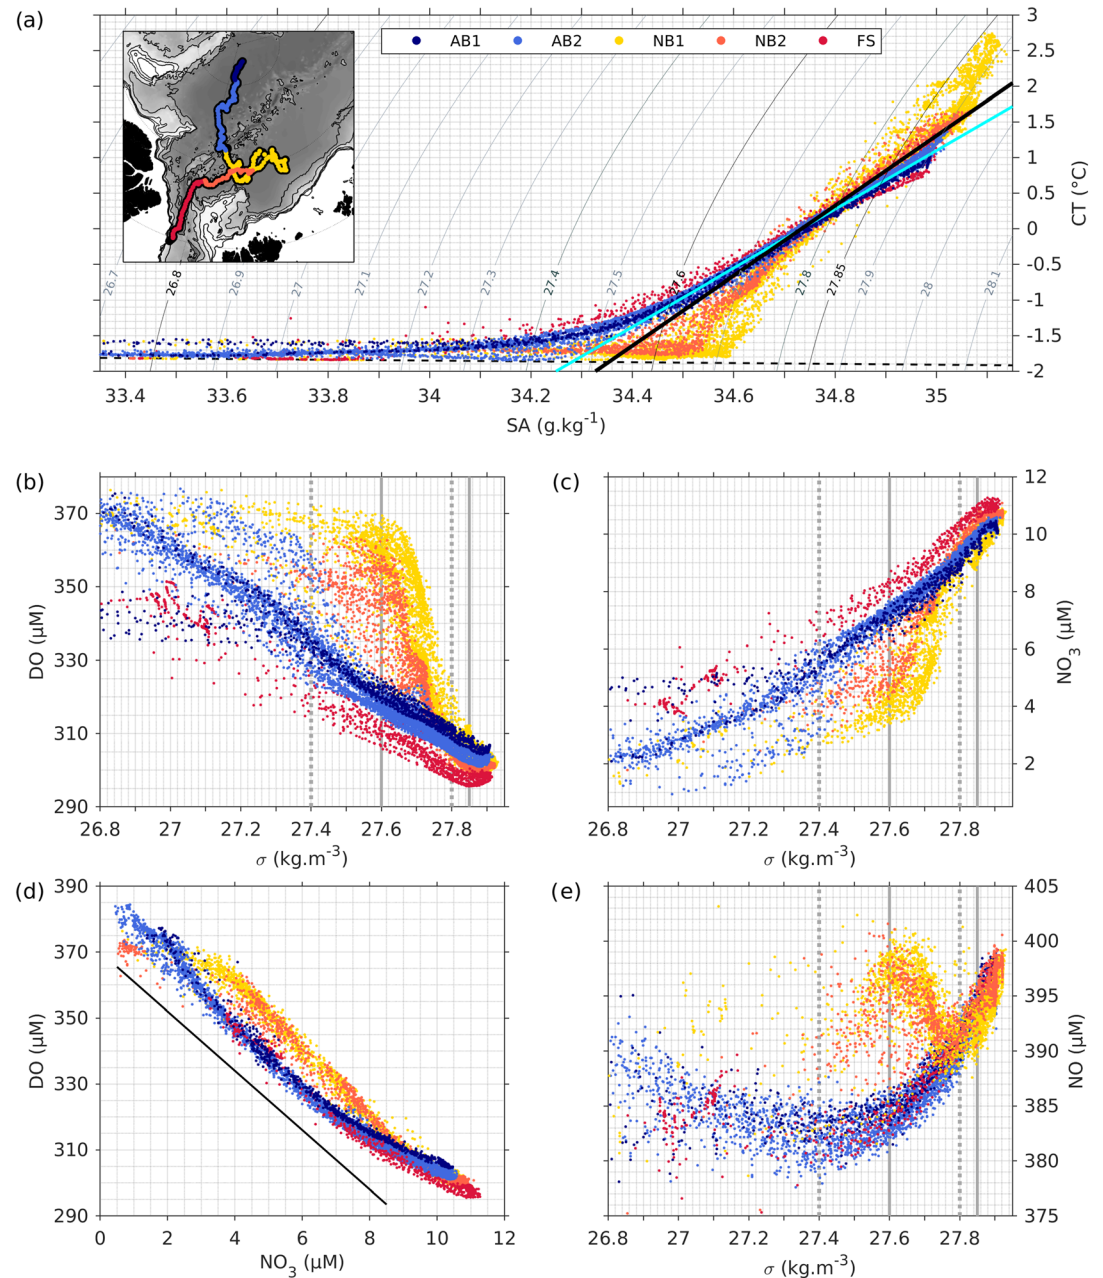 (a)
AB1 AB2 NB1 NB2 FS
3
2.5
2
1.5
1
0.5
0
-0.5
-1
-1.5
-2
CT (°C)
26.7 26.8 26.9 27 27.1 27.2 27.3 27.4 27.5 27.6 27.8 27.85 27.9 28 28.1
33.4 33.6 33.8 34 34.2 34.4 34.6 34.8 35
SA (g.kg-1)
(b)
370
350
330
310
290
DO (μM)
26.8 27 27.2 27.4 27.6 27.8
σ (kg.m-3)
(c)
12
10
8
6
4
2
NO3 (μM)
26.8 27 27.2 27.4 27.6 27.8
σ (kg.m-3)
(d)
390
370
350
330
310
290
DO (μM)
0 2 4 6 8 10 12
NO3 (μM)
(e)
405
400
395
390
385
380
375
NO (μM)
26.8 27 27.2 27.4 27.6 27.8
σ (kg.m-3)